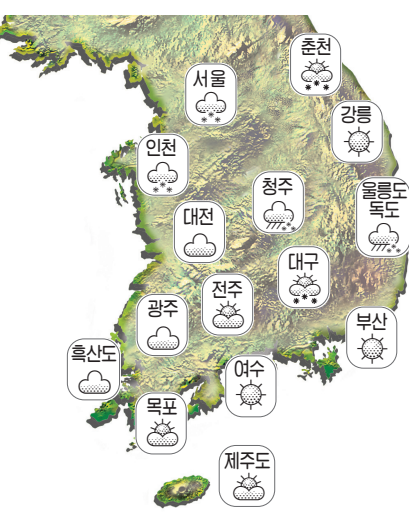 춘천
서울
강릉
인천
청주
울릉도
독도
대전
대구
전주
광주
부산
흑산도
여수
목포
제주도